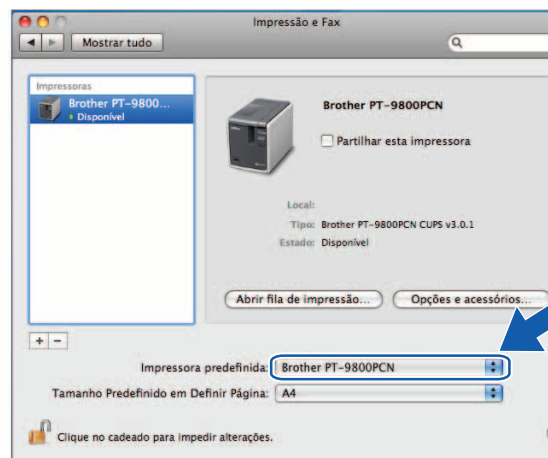 Impressão e Fax
Mostrar tudo
Impressoras
Brother PT-9800...
Disponível
Brother PT-9800PCN
Partilhar esta impressora
Local:
Tipo: Brother PT-9800PCN CUPS v3.0.1
Estado: Disponível
Abrir fila de impressão... Opções e acessórios...
Impressora predefinida: Brother PT-9800PCN
Tamanho Predefinido em Definir Página: A4
Clique no cadeado para impedir alterações.